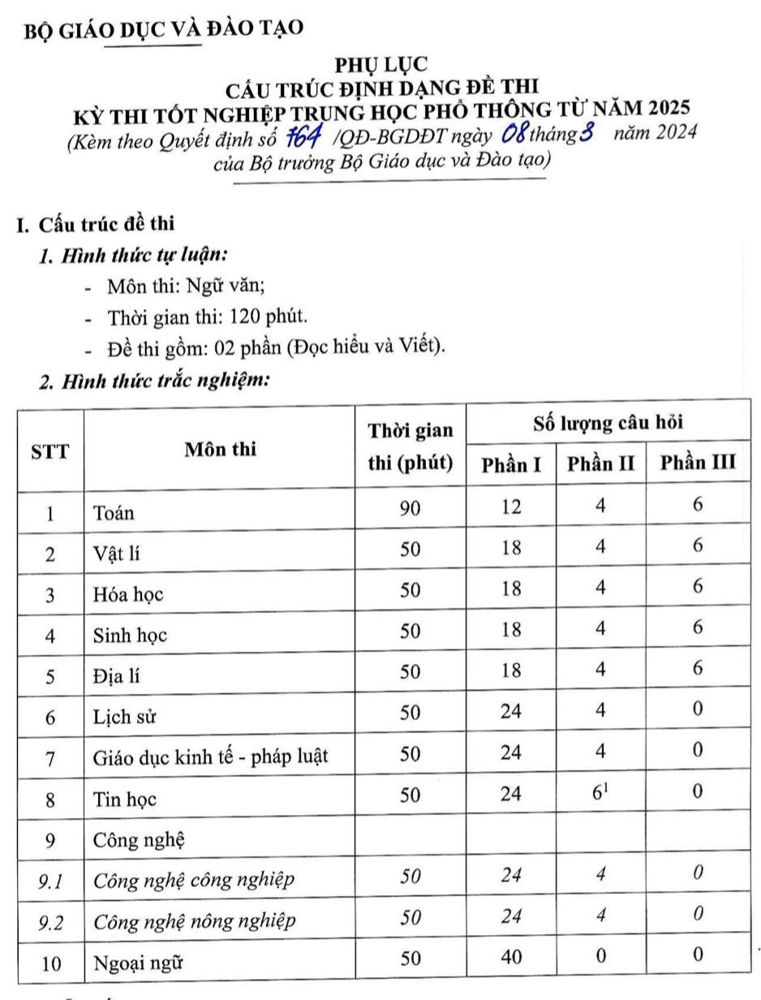 BỘ GIÁO DỤC VÀ ĐÀO TẠO
PHỤ LỤC
CẤU TRÚC ĐỊNH DẠNG ĐỀ THI
KỲ THI TỐT NGHIỆP TRUNG HỌC PHỔ THÔNG TỪ NĂM 2025
(Kèm theo Quyết định số 764 /QĐ-BGDĐT ngày 08 tháng 3 năm 2024
của Bộ trưởng Bộ Giáo dục và Đào tạo)
I. Cấu trúc đề thi
1. Hình thức tự luận:
- Môn thi: Ngữ văn;
- Thời gian thi: 120 phút.
- Đề thi gồm: 02 phần (Đọc hiểu và Viết).
2. Hình thức trắc nghiệm:
STT Môn thi Thời gian thi (phút) Số lượng câu hỏi
Phần I Phần II Phần III
1 Toán 90 12 4 6
2 Vật lí 50 18 4 6
3 Hóa học 50 18 4 6
4 Sinh học 50 18 4 6
5 Địa lí 50 18 4 6
6 Lịch sử 50 24 4 0
7 Giáo dục kinh tế - pháp luật 50 24 4 0
8 Tin học 50 24 6¹ 0
9 Công nghệ
9.1 Công nghệ công nghiệp 50 24 4 0
9.2 Công nghệ nông nghiệp 50 24 4 0
10 Ngoại ngữ 50 40 0 0